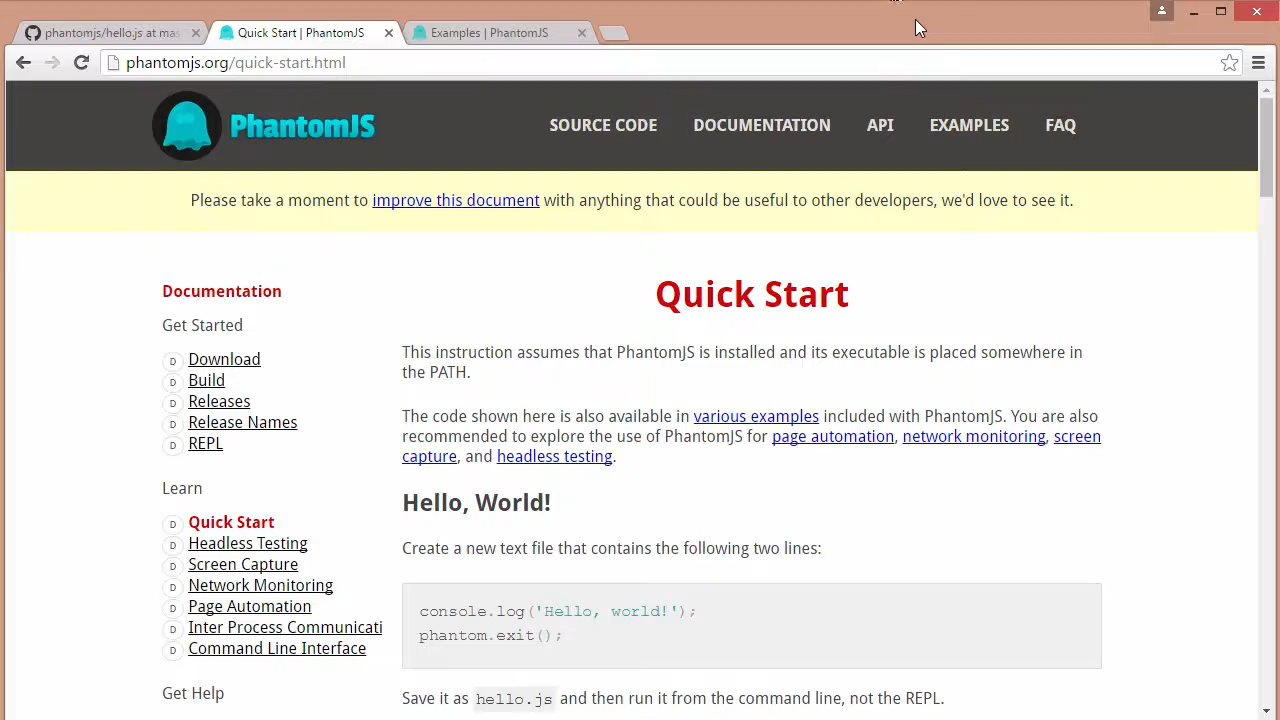 phantomjs/hello.js at mas
Quick Start | PhantomJS
Examples | PhantomJS
phantomjs.org/quick-start.html
PhantomJS
SOURCE CODE
DOCUMENTATION
API
EXAMPLES
FAQ
Please take a moment to improve this document with anything that could be useful to other developers, we'd love to see it.
Documentation
Get Started
D Download
D Build
D Releases
D Release Names
D REPL
Learn
D Quick Start
D Headless Testing
D Screen Capture
D Network Monitoring
D Page Automation
D Inter Process Communicati
D Command Line Interface
Get Help
Quick Start
This instruction assumes that PhantomJS is installed and its executable is placed somewhere in
the PATH.
The code shown here is also available in various examples included with PhantomJS. You are also
recommended to explore the use of PhantomJS for page automation, network monitoring, screen
capture, and headless testing.
Hello, World!
Create a new text file that contains the following two lines:
console.log('Hello, world!');
phantom.exit();
Save it as hello.js and then run it from the command line, not the REPL.